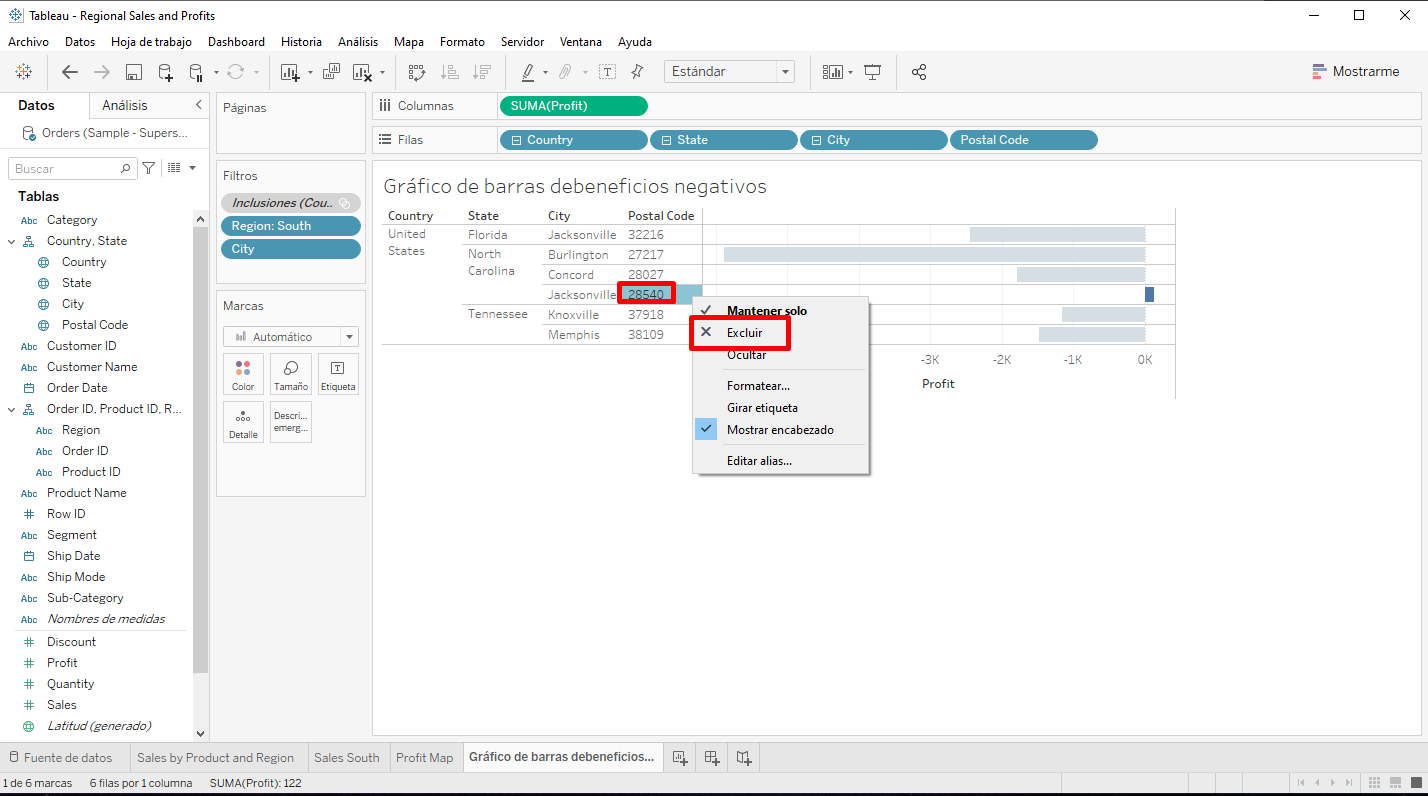 Tableau - Regional Sales and Profits
Archivo Datos Hoja de trabajo Dashboard Historia Análisis Mapa Formato Servidor Ventana Ayuda
Estándar
Mostrarme
Datos Análisis
Orders (Sample - Supers...
Buscar
Tablas
Abc Category
Country, State
Country
State
City
Postal Code
Abc Customer ID
Abc Customer Name
Order Date
Order ID, Product ID, R...
Abc Region
Abc Order ID
Abc Product ID
Abc Product Name
# Row ID
Abc Segment
Ship Date
Abc Ship Mode
Abc Sub-Category
Abc Nombres de medidas
# Discount
# Profit
# Quantity
# Sales
Latitud (generado)
Páginas
Filtros
Inclusiones (Cou..
Region: South
City
Marcas
Automático
Color Tamaño Etiqueta
Detalle Descri... emerg...
Columnas SUMA(Profit)
Filas Country State City Postal Code
Gráfico de barras debeneficios negativos
Country State City Postal Code
United States Florida Jacksonville 32216
North Carolina Burlington 27217
Concord 28027
Jacksonville 28540
Tennessee Knoxville 37918
Memphis 38109
-3K -2K -1K 0K
Profit
Mantener solo
Excluir
Ocultar
Formatear...
Girar etiqueta
Mostrar encabezado
Editar alias...
Fuente de datos Sales by Product and Region Sales South Profit Map Gráfico de barras debeneficios...
1 de 6 marcas 6 filas por 1 columna SUMA(Profit): 122